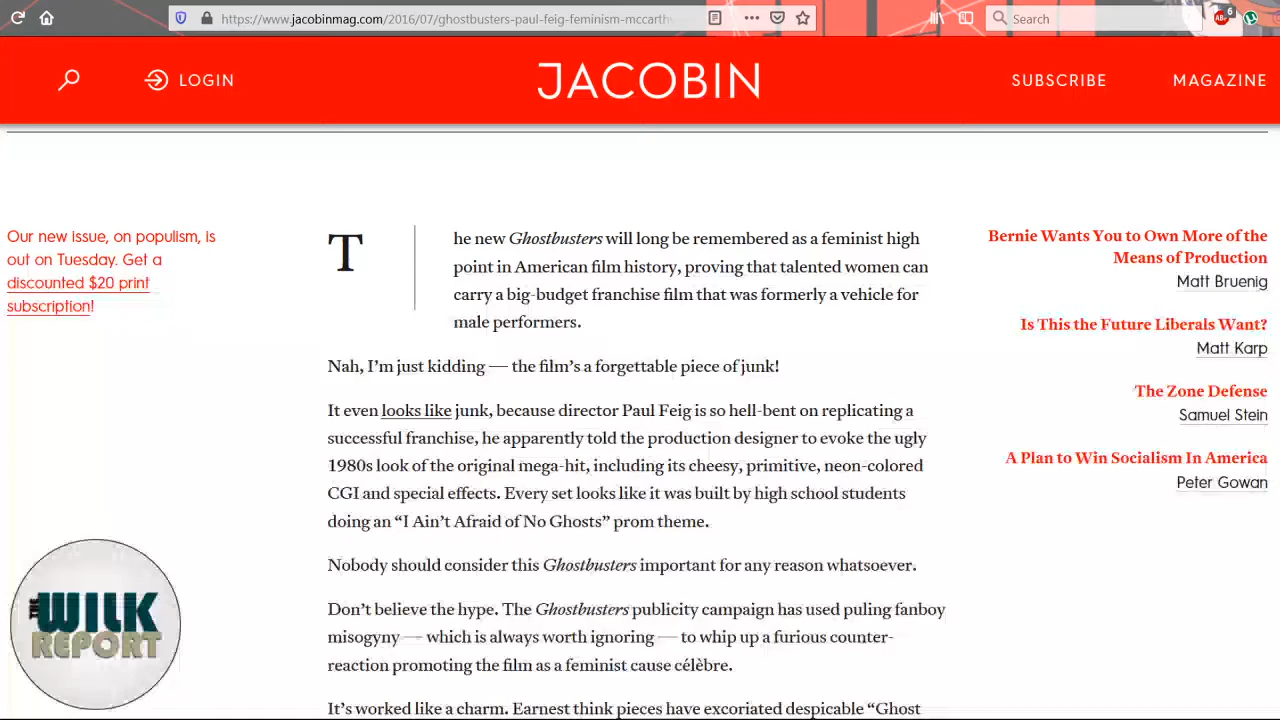 https://www.jacobinmag.com/2016/07/ghostbusters-paul-feig-feminism-mccarth
Search
ABP
6
LOGIN
JACOBIN
SUBSCRIBE
MAGAZINE
Our new issue, on populism, is
out on Tuesday. Get a
discounted $20 print
subscription!
The new Ghostbusters will long be remembered as a feminist high
point in American film history, proving that talented women can
carry a big-budget franchise film that was formerly a vehicle for
male performers.
Nah, I’m just kidding — the film’s a forgettable piece of junk!
It even looks like junk, because director Paul Feig is so hell-bent on replicating a
successful franchise, he apparently told the production designer to evoke the ugly
1980s look of the original mega-hit, including its cheesy, primitive, neon-colored
CGI and special effects. Every set looks like it was built by high school students
doing an “I Ain’t Afraid of No Ghosts” prom theme.
Nobody should consider this Ghostbusters important for any reason whatsoever.
Don’t believe the hype. The Ghostbusters publicity campaign has used puling fanboy
misogyny — which is always worth ignoring — to whip up a furious counter-
reaction promoting the film as a feminist cause célèbre.
It’s worked like a charm. Earnest think pieces have excoriated despicable “Ghost
Bernie Wants You to Own More of the
Means of Production
Matt Bruenig
Is This the Future Liberals Want?
Matt Karp
The Zone Defense
Samuel Stein
A Plan to Win Socialism In America
Peter Gowan
THE
WILK
REPORT